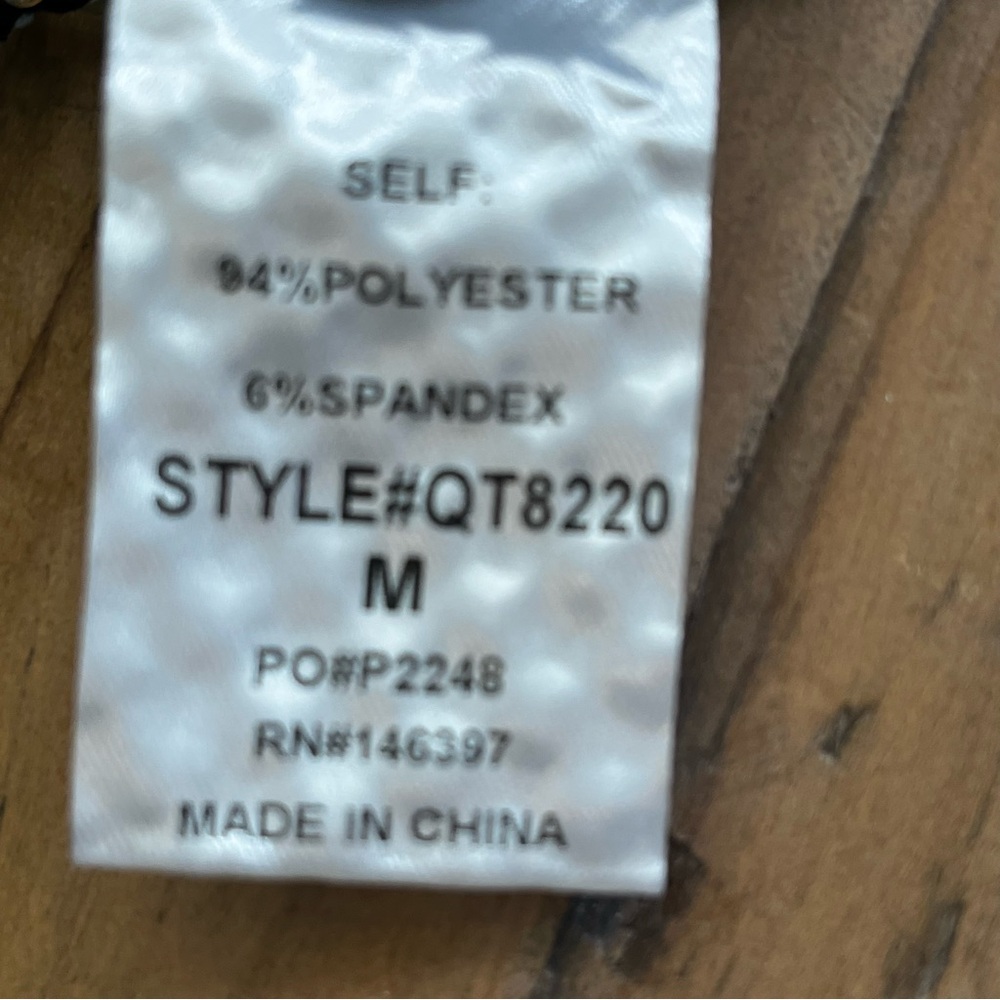 SELF:
94%POLYESTER
6%SPANDEX
STYLE#QT8220
M
PO#P2248
RN#146397
MADE IN CHINA